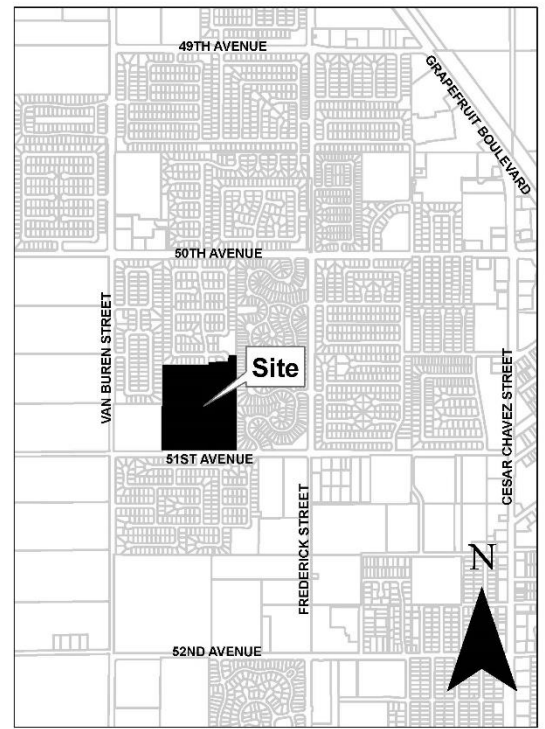 49TH AVENUE
GRAPEFRUIT BOULEVARD
50TH AVENUE
VAN BUREN STREET
Site
CESAR CHAVEZ STREET
51ST AVENUE
FREDERICK STREET
N
52ND AVENUE